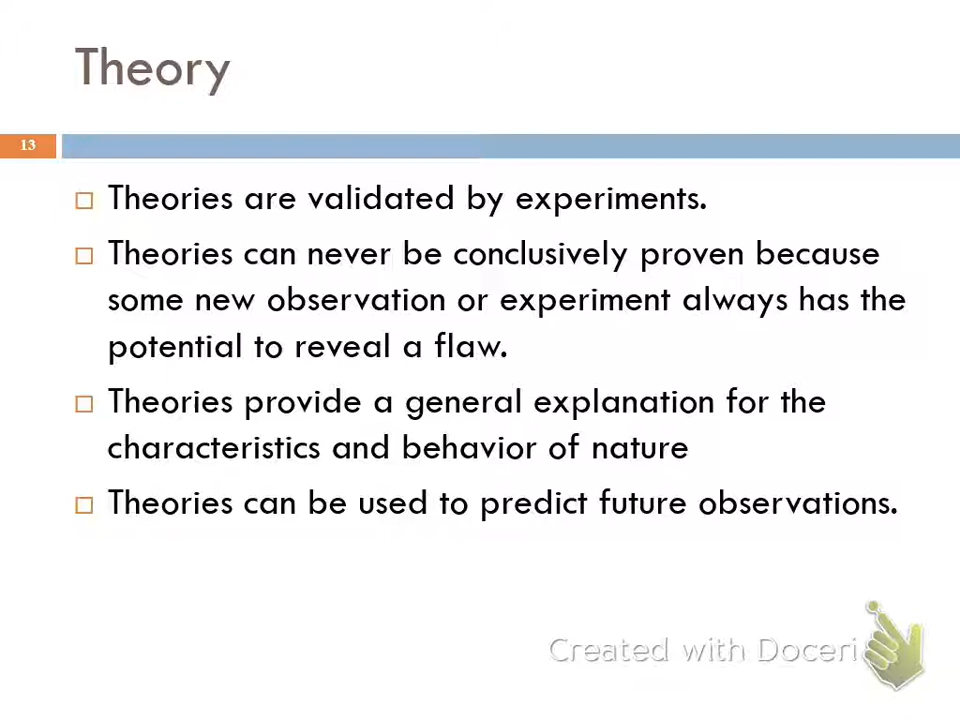 Theory
13
Theories are validated by experiments.
Theories can never be conclusively proven because
some new observation or experiment always has the
potential to reveal a flaw.
Theories provide a general explanation for the
characteristics and behavior of nature
Theories can be used to predict future observations.
Created with Doceri